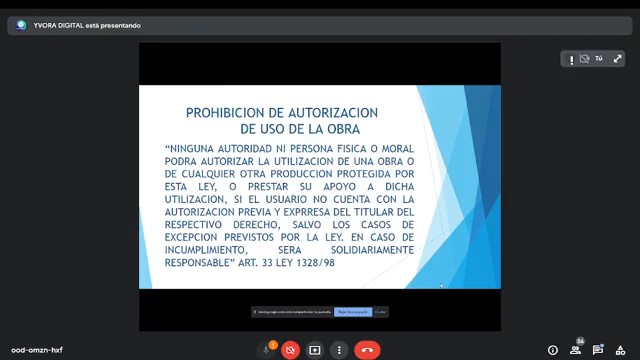 YVORA DIGITAL está presentando
Tú
PROHIBICION DE AUTORIZACION
DE USO DE LA OBRA
“NINGUNA AUTORIDAD NI PERSONA FISICA O MORAL
PODRA AUTORIZAR LA UTILIZACION DE UNA OBRA O
DE CUALQUIER OTRA PRODUCCION PROTEGIDA POR
ESTA LEY, O PRESTAR SU APOYO A DICHA
UTILIZACION, SI EL USUARIO NO CUENTA CON LA
AUTORIZACION PREVIA Y EXPRRESA DEL TITULAR DEL
RESPECTIVO DERECHO, SALVO LOS CASOS DE
EXCEPCION PREVISTOS POR LA LEY. EN CASO DE
INCUMPLIMIENTO, SERA SOLIDIARIAMENTE
RESPONSABLE” ART. 33 LEY 1328/98
ood-omzn-hxf
36